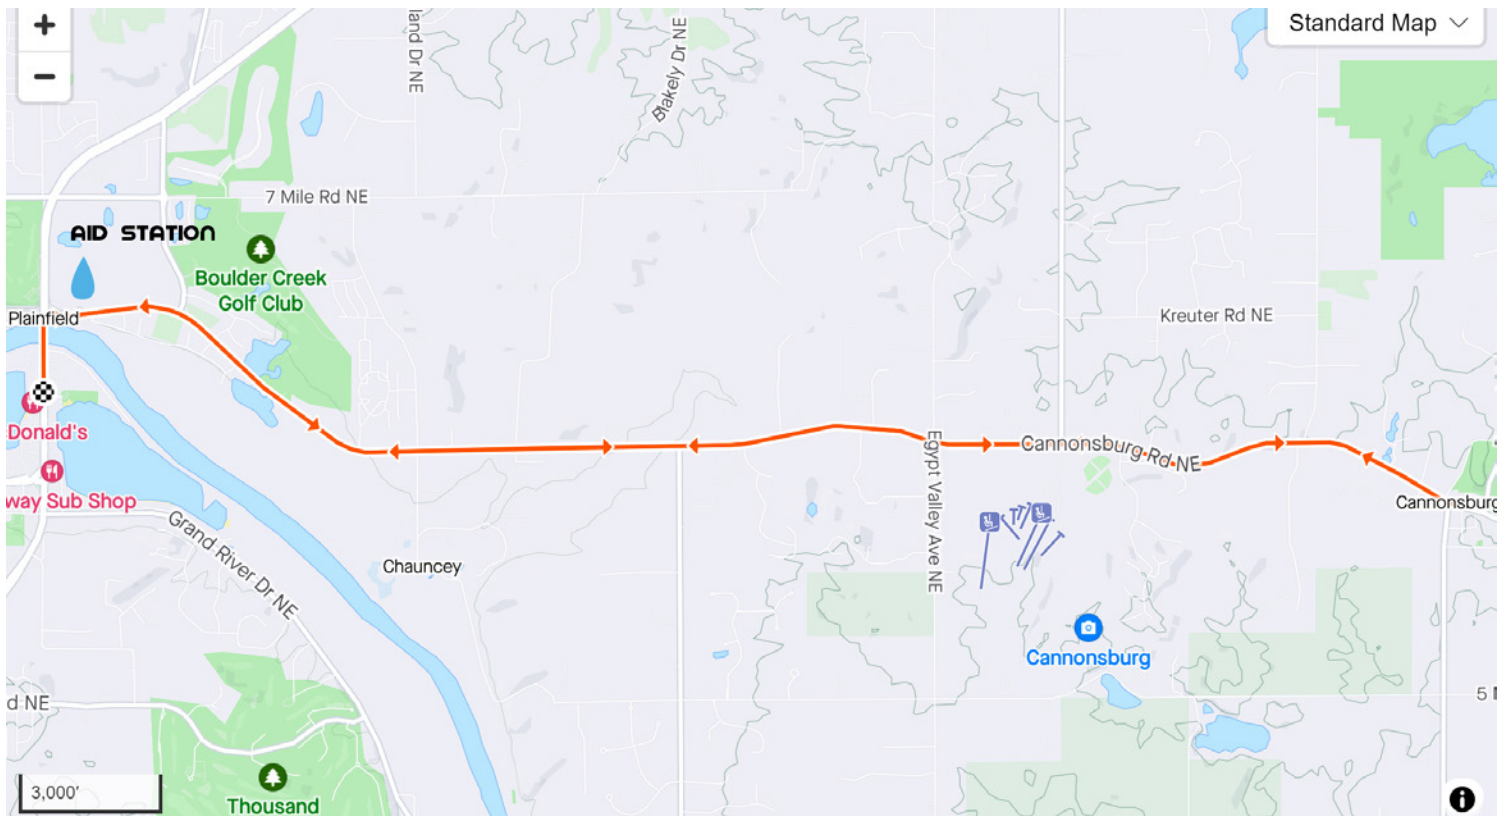 +
−
Standard Map
land Dr NE
Blakely Dr NE
7 Mile Rd NE
AID STATION
Boulder Creek
Golf Club
Plainfield
Kreuter Rd NE
Donald's
way Sub Shop
Egypt Valley Ave NE
Cannonsburg Rd NE
Cannonsburg
Grand River Dr NE
Chauncey
Cannonsburg
d NE
5 M
3,000'
Thousand
i